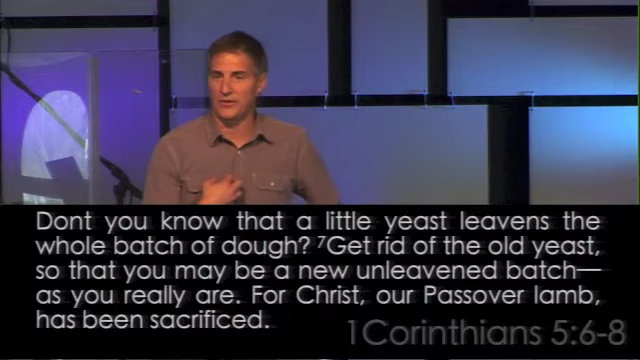 Dont you know that a little yeast leavens the
whole batch of dough? ⁷Get rid of the old yeast,
so that you may be a new unleavened batch—
as you really are. For Christ, our Passover lamb,
has been sacrificed.
1Corinthians 5:6-8